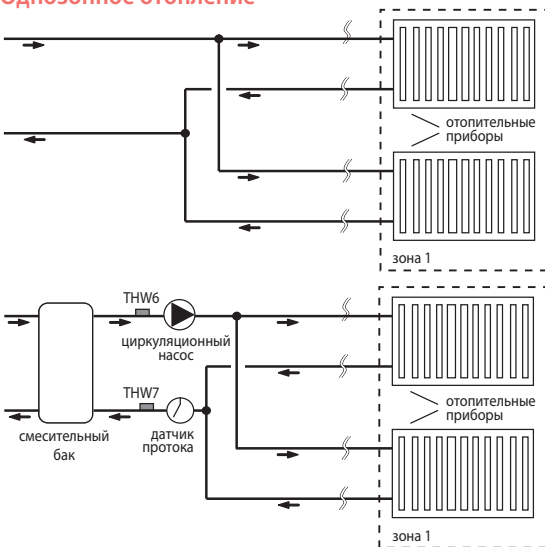 Однозонное отопление
отопительные
приборы
зона 1
THW6
циркуляционный
насос
THW7
смесительный
бак
датчик
протока
отопительные
приборы
зона 1